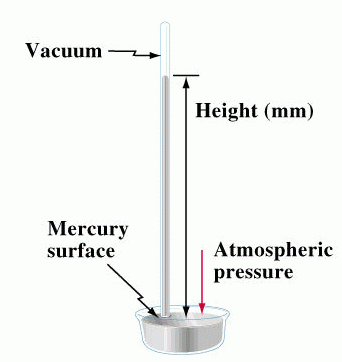 Vacuum
Height (mm)
Mercury
surface
Atmospheric
pressure